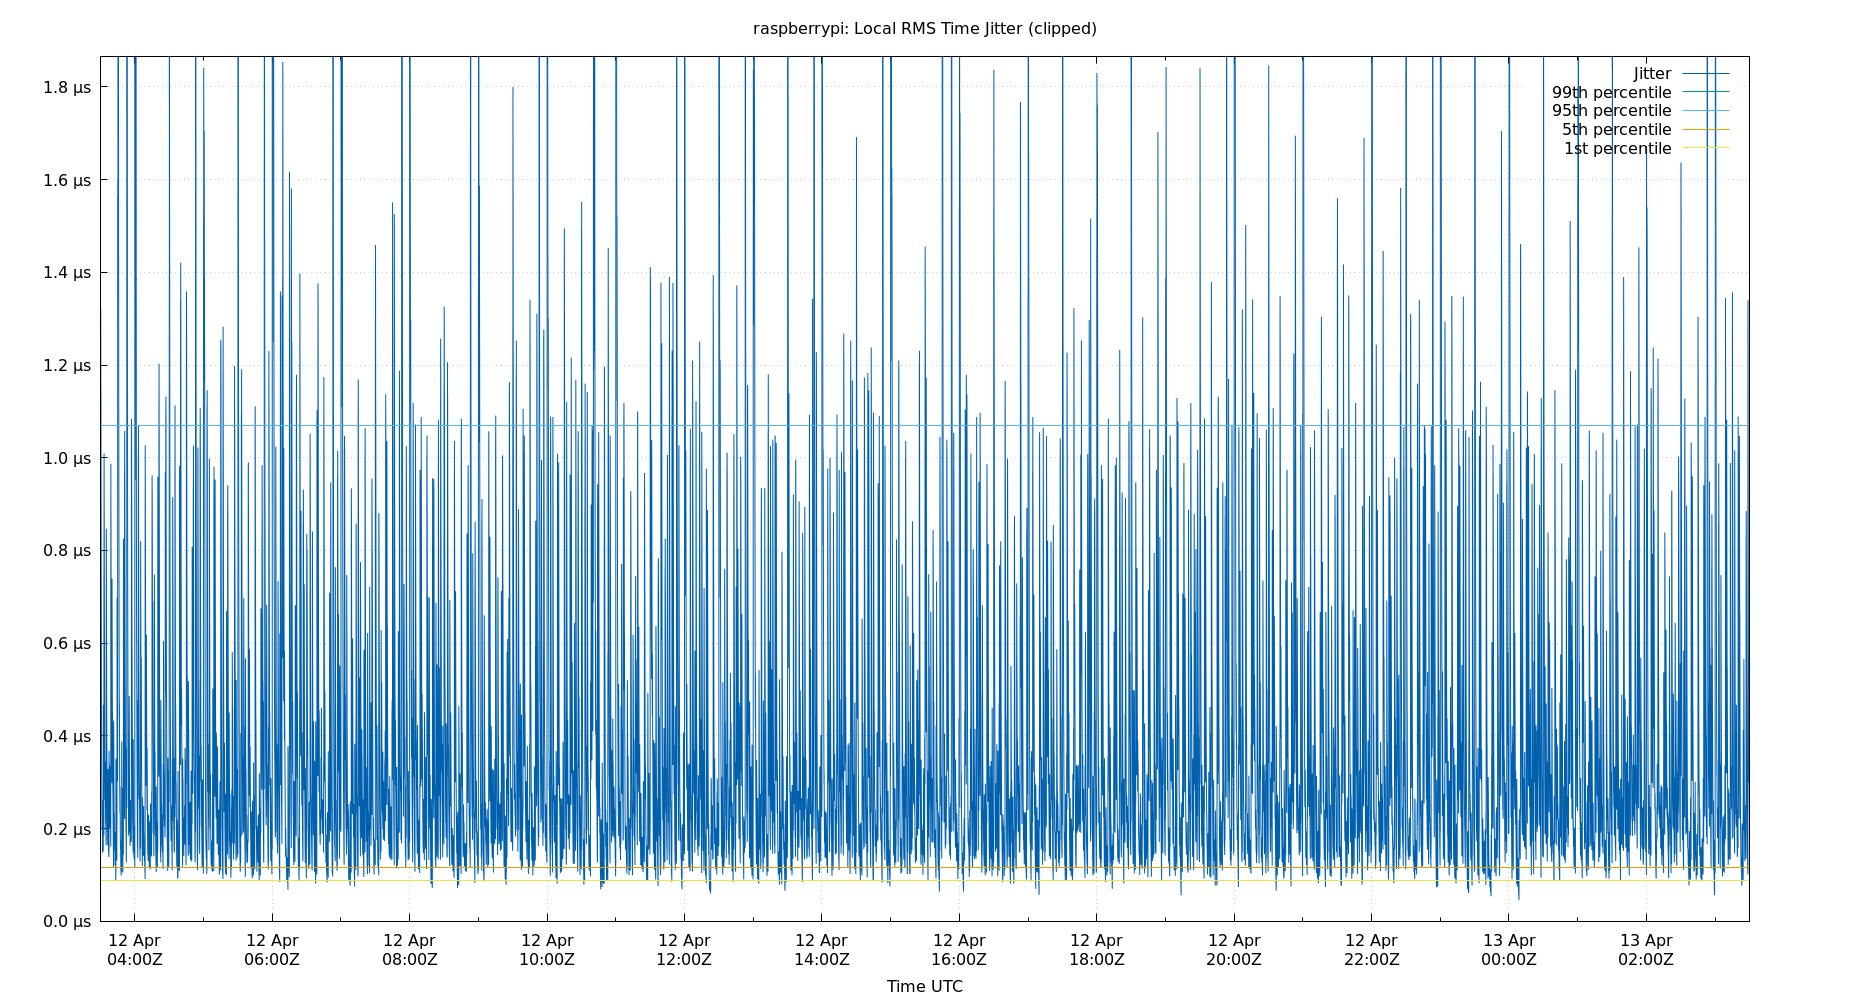 raspberrypi: Local RMS Time Jitter (clipped)
Jitter
99th percentile
95th percentile
5th percentile
1st percentile
1.8 µs
1.6 µs
1.4 µs
1.2 µs
1.0 µs
0.8 µs
0.6 µs
0.4 µs
0.2 µs
0.0 µs
12 Apr 12 Apr 12 Apr 12 Apr 12 Apr 12 Apr 12 Apr 12 Apr 12 Apr 12 Apr 13 Apr 13 Apr
04:00Z 06:00Z 08:00Z 10:00Z 12:00Z 14:00Z 16:00Z 18:00Z 20:00Z 22:00Z 00:00Z 02:00Z
Time UTC